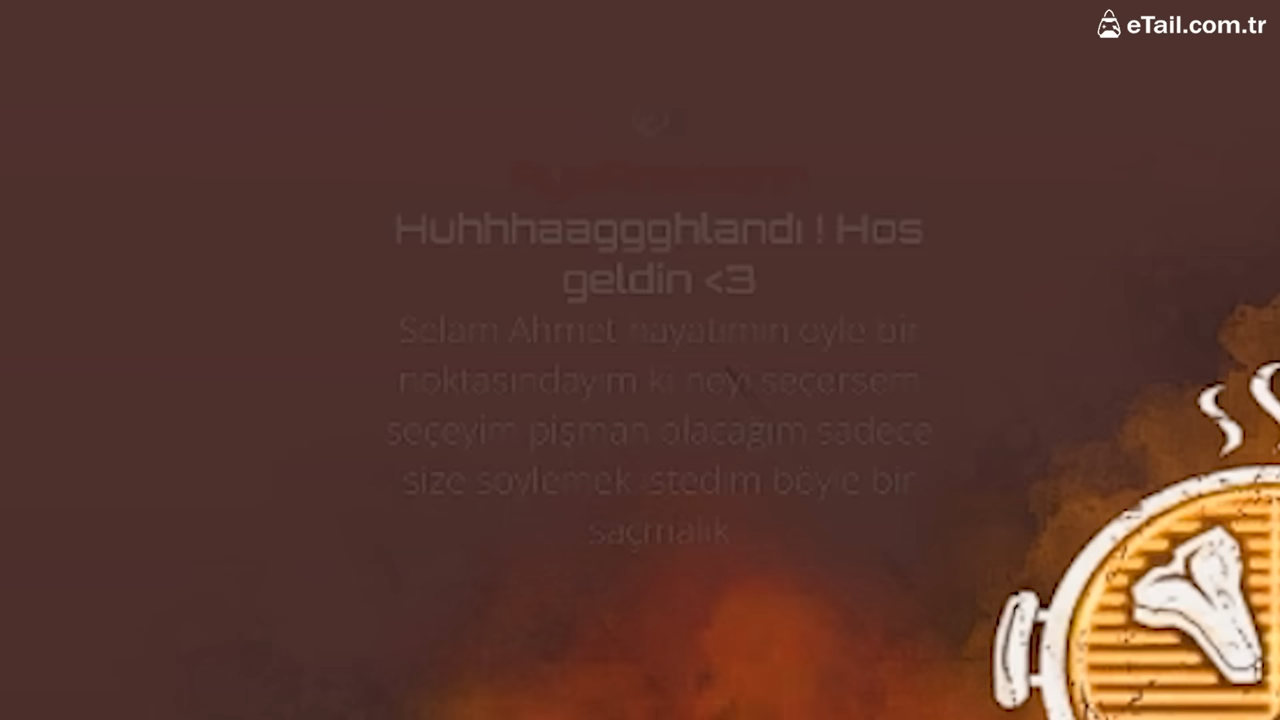 eTail.com.tr
Huhhhaaggghlandı ! Hos
geldin <3
Selam Ahmet hayatımın öyle bir
noktasındayım ki neyi seçersem
seçeyim pişman olacağım sadece
size söylemek istedim böyle bir
saçmalık